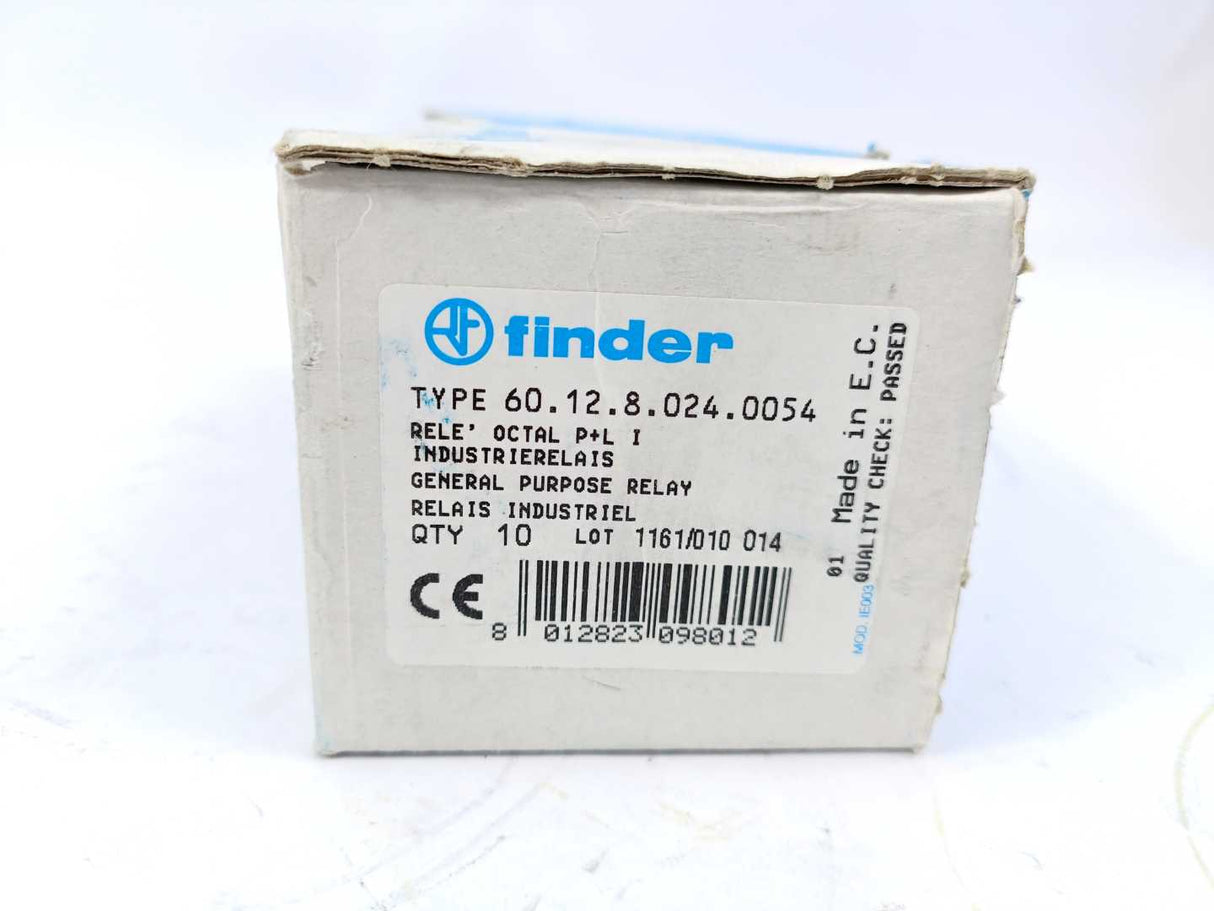 finder
TYPE 60.12.8.024.0054
RELE' OCTAL P+L I
INDUSTRIERELAIS
GENERAL PURPOSE RELAY
RELAIS INDUSTRIEL
QTY 10 LOT 1161/010 014
CE
8 012823 098012
01 Made in E.C.
QUALITY CHECK: PASSED
MOD. IE003